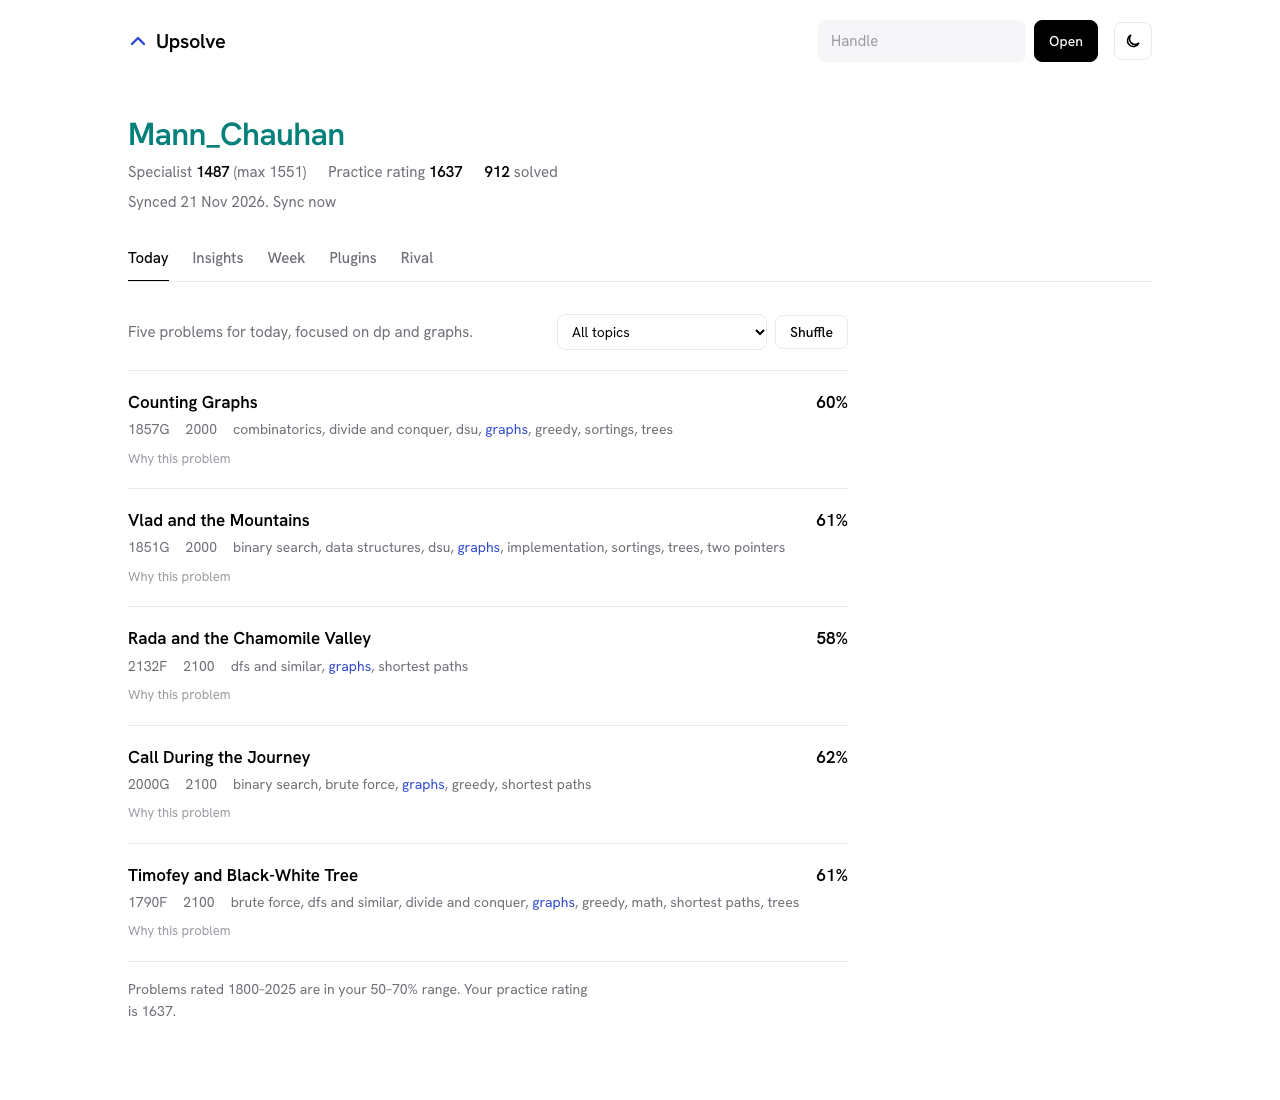 Upsolve
Handle
Open
Mann_Chauhan
Specialist 1487 (max 1551) Practice rating 1637 912 solved
Synced 21 Nov 2026. Sync now
Today Insights Week Plugins Rival
Five problems for today, focused on dp and graphs.
All topics
Shuffle
Counting Graphs 60%
1857G 2000 combinatorics, divide and conquer, dsu, graphs, greedy, sortings, trees
Why this problem
Vlad and the Mountains 61%
1851G 2000 binary search, data structures, dsu, graphs, implementation, sortings, trees, two pointers
Why this problem
Rada and the Chamomile Valley 58%
2132F 2100 dfs and similar, graphs, shortest paths
Why this problem
Call During the Journey 62%
2000G 2100 binary search, brute force, graphs, greedy, shortest paths
Why this problem
Timofey and Black-White Tree 61%
1790F 2100 brute force, dfs and similar, divide and conquer, graphs, greedy, math, shortest paths, trees
Why this problem
Problems rated 1800–2025 are in your 50–70% range. Your practice rating
is 1637.